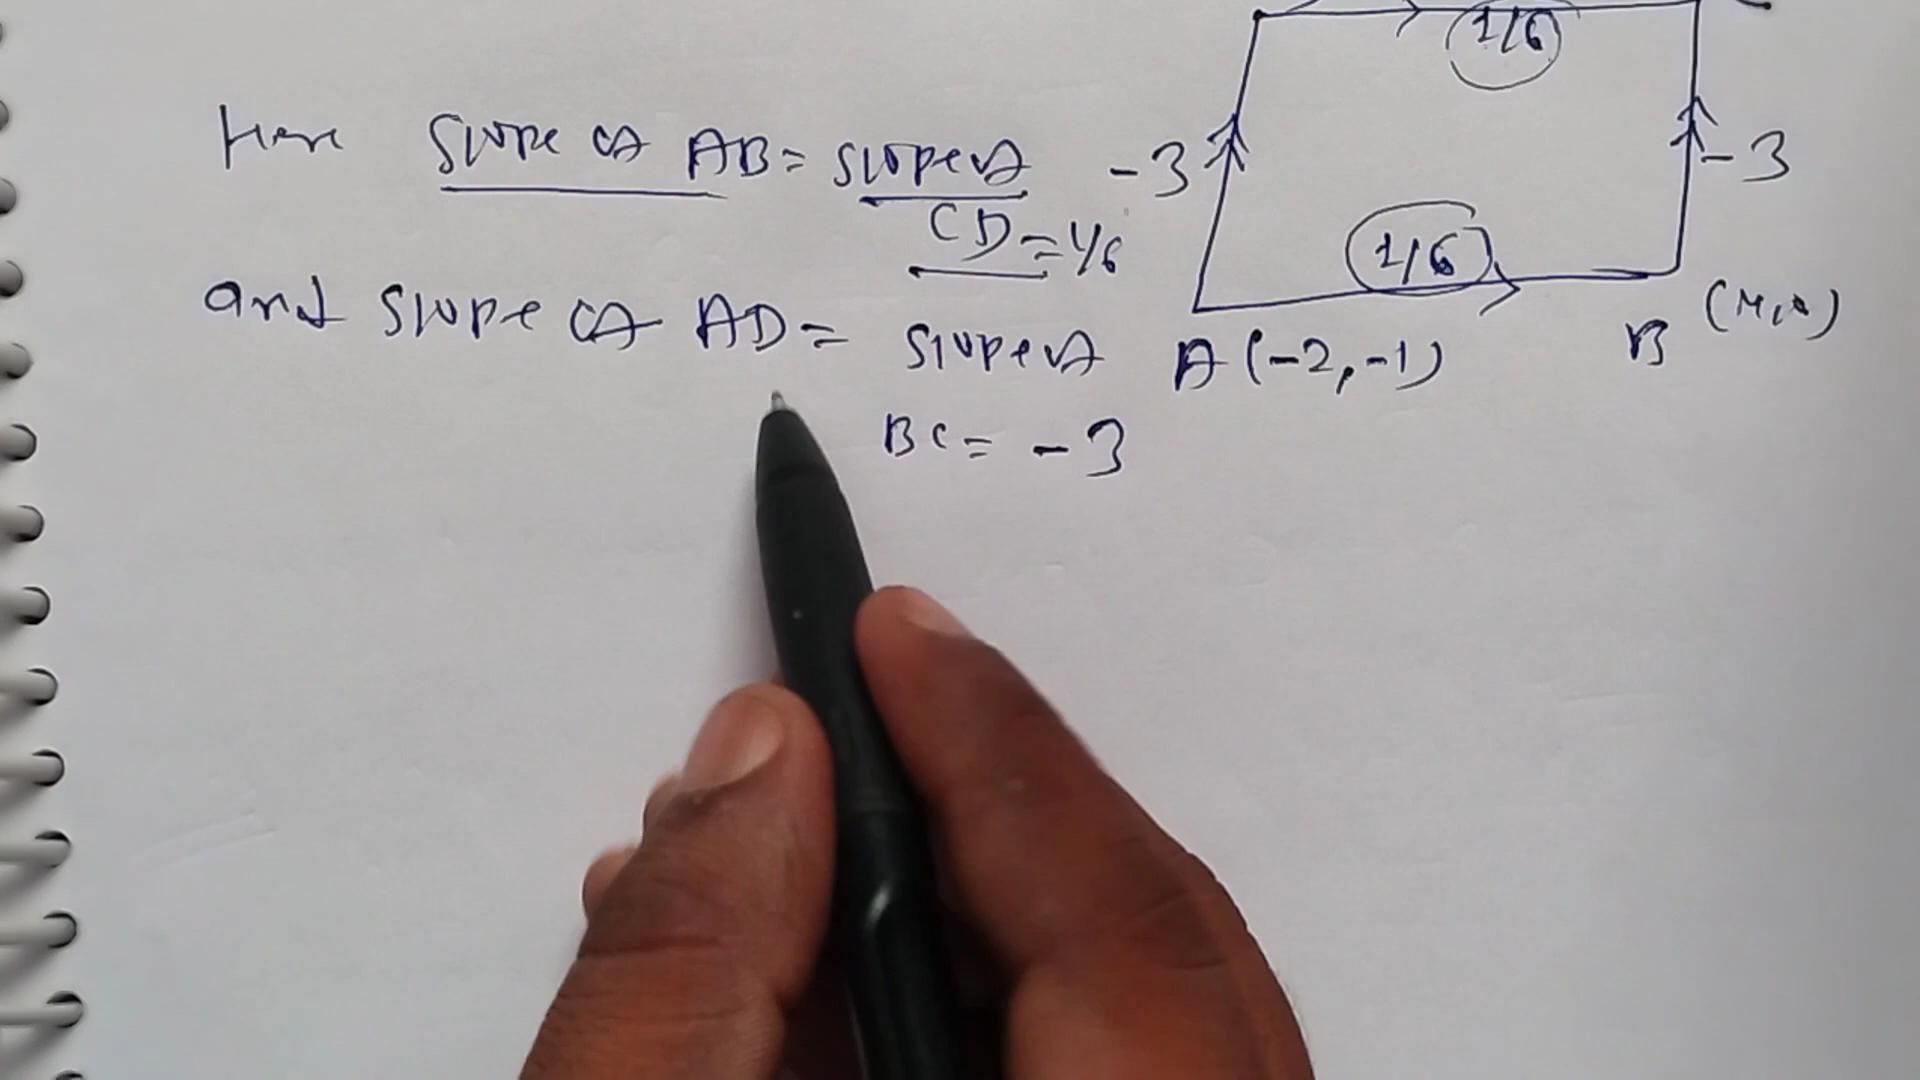 1/6
Here Slope of AB = slope of
CD = 1/6
-3
-3
1/6
and slope of AD = slope of
BC = -3
A (-2, -1)
B